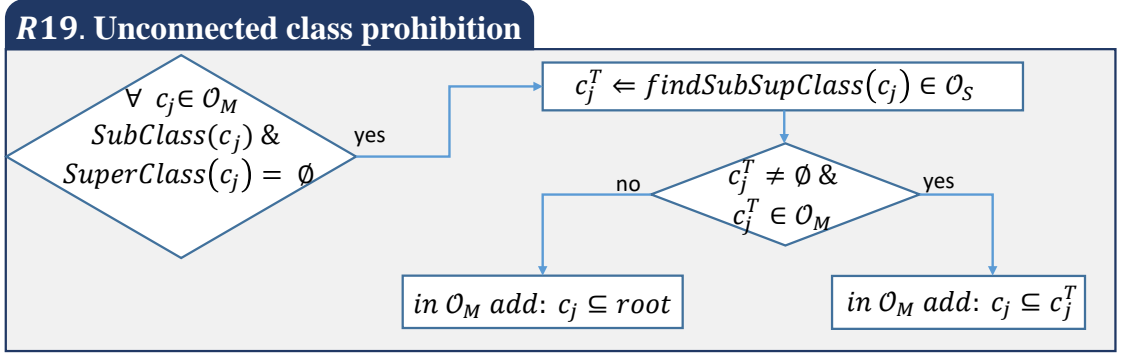 R19. Unconnected class prohibition
∀ c_j ∈ 𝒪_M
SubClass(c_j) &
SuperClass(c_j) = ∅
yes
c_j^T ⇐ findSubSupClass(c_j) ∈ 𝒪_S
c_j^T ≠ ∅ &
c_j^T ∈ 𝒪_M
no
yes
in 𝒪_M add: c_j ⊆ root
in 𝒪_M add: c_j ⊆ c_j^T